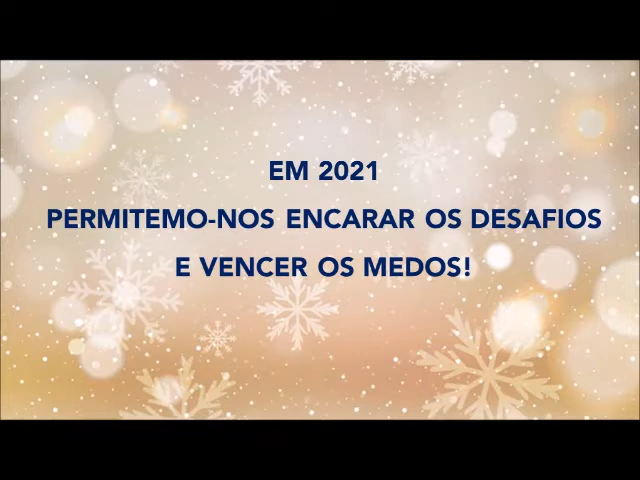 EM 2021
PERMITEMO-NOS ENCARAR OS DESAFIOS
E VENCER OS MEDOS!